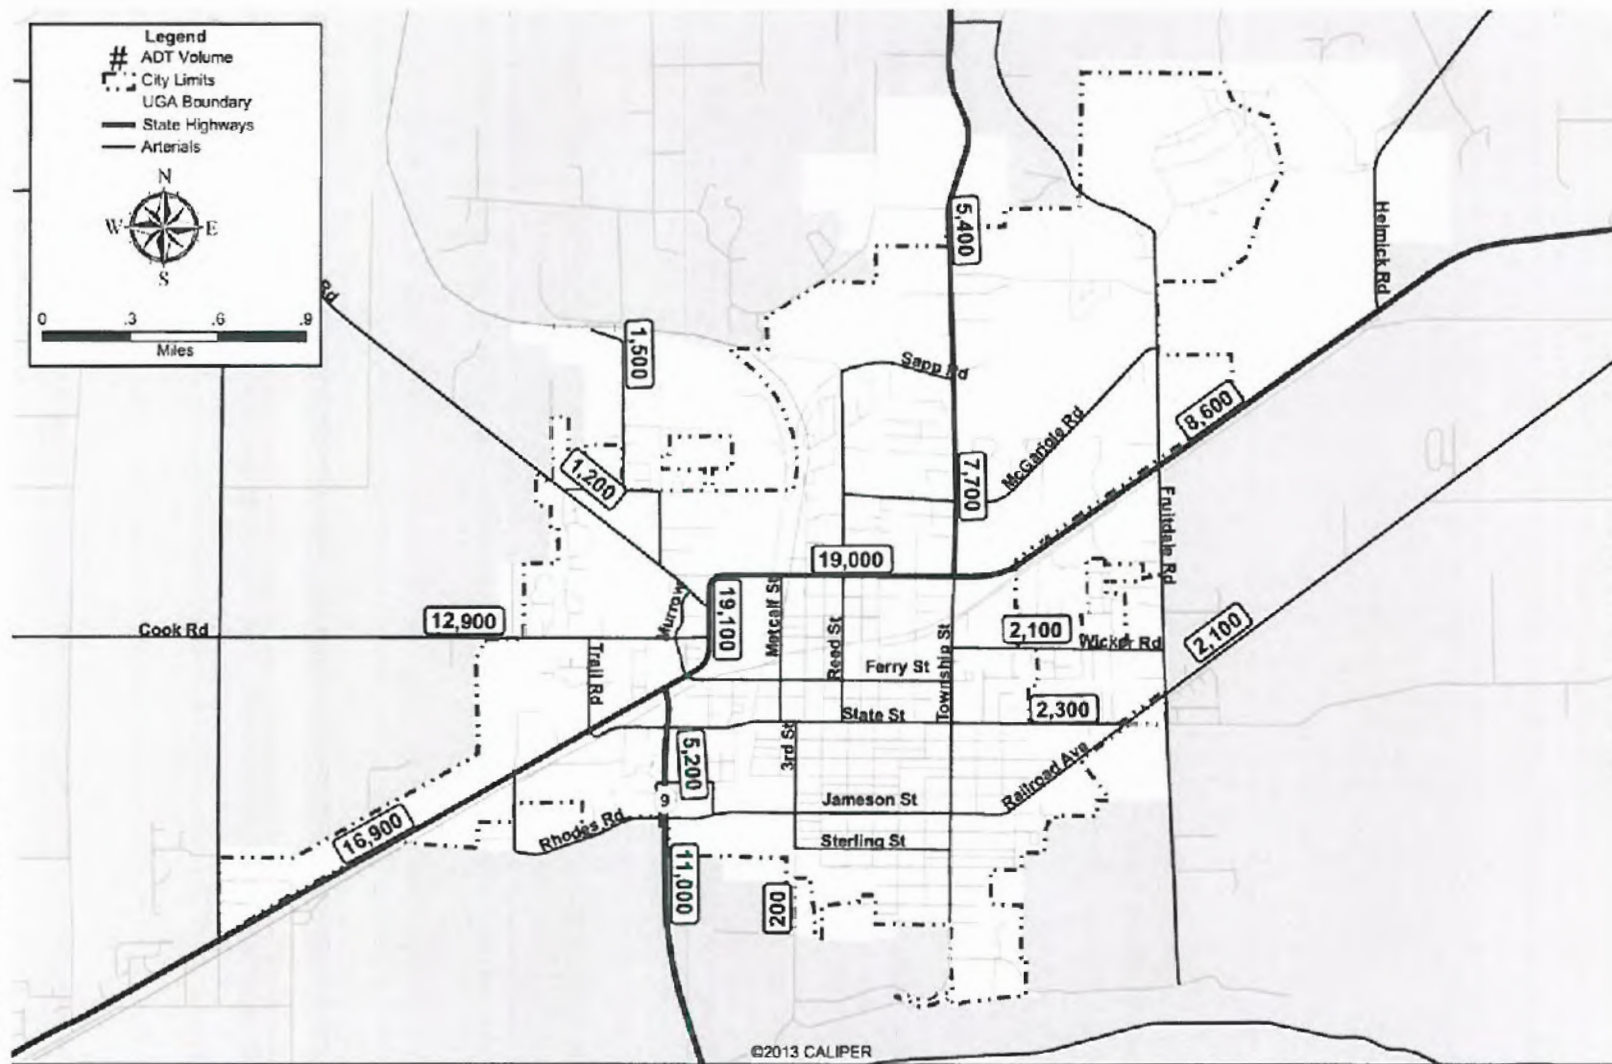 Legend
# ADT Volume
City Limits
UGA Boundary
State Highways
Arterials
N
W E
S
0 .3 .6 .9
Miles
Rd
5,400
Helmick Rd
1,500
Sapp Rd
8,600
McGarigle Rd
1,200
7,700
Fruitdale Rd
19,000
Murrow
19,100
Metcalf St
Cook Rd
12,900
Reed St
Township St
2,100
Wicker Rd
2,100
Trail Rd
Ferry St
State St
2,300
5,200
3rd St
9
Jameson St
Railroad Ave
Rhodes Rd
Sterling St
16,900
11,000
200
©2013 CALIPER